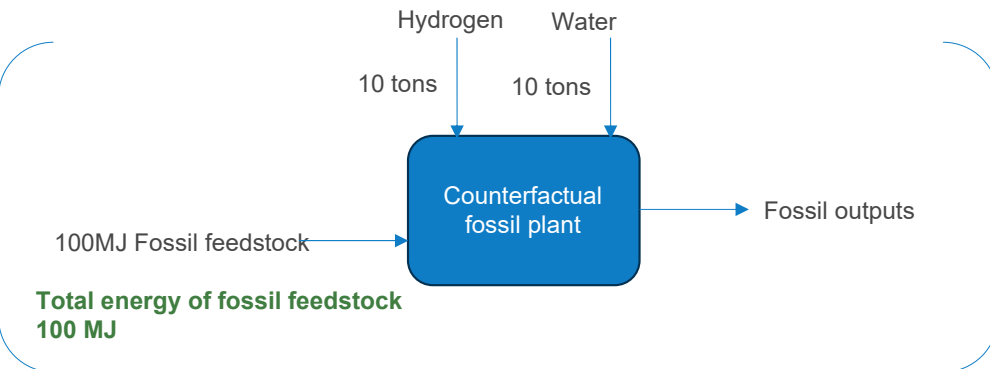 Hydrogen
Water
10 tons
10 tons
Counterfactual
fossil plant
Fossil outputs
100MJ Fossil feedstock
Total energy of fossil feedstock
100 MJ